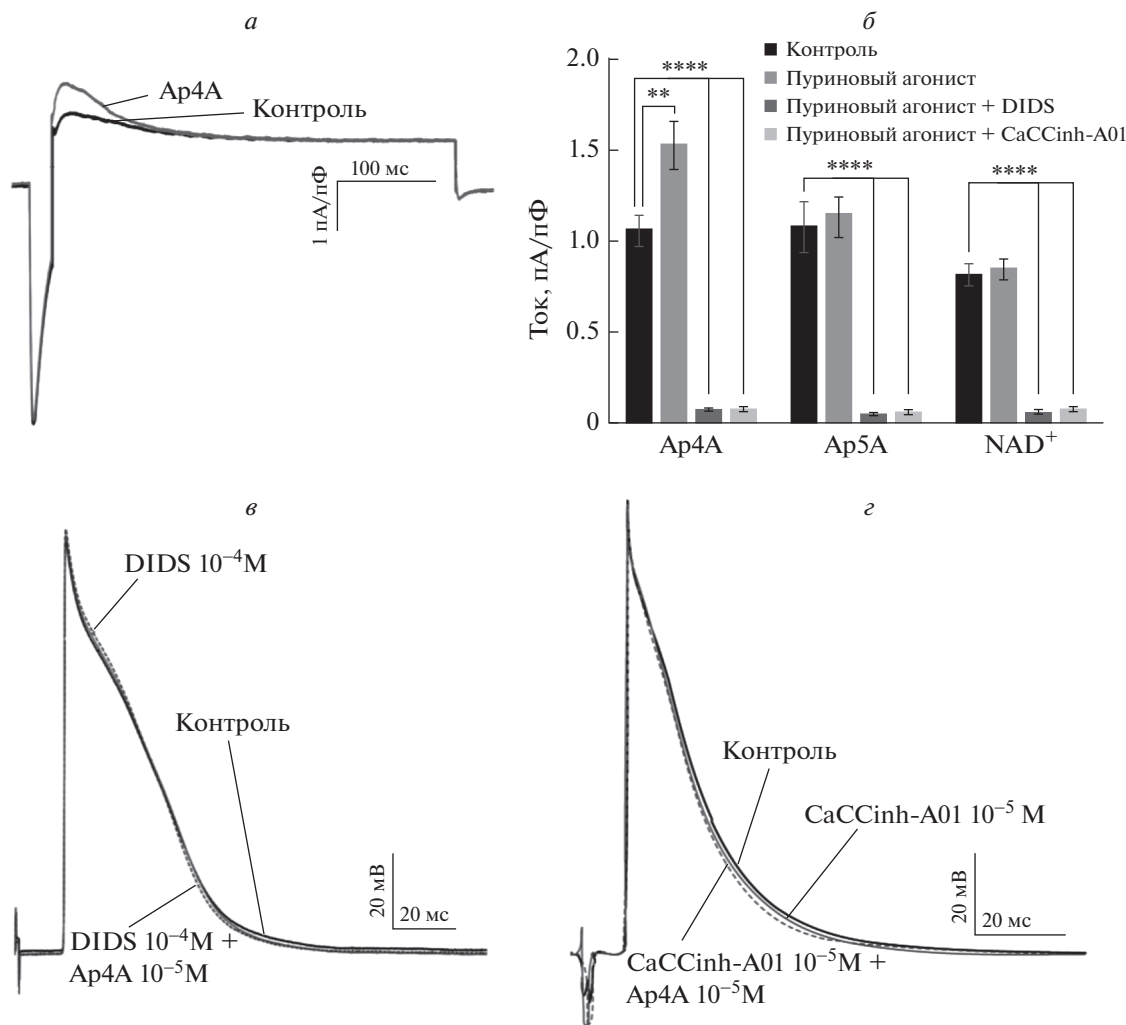 а
Ap4A
Контроль
100 мс
1 пА/пФ
б
Контроль
Пуриновый агонист
Пуриновый агонист + DIDS
Пуриновый агонист + CaCCinh-A01
Ток, пА/пФ
2.0
1.5
1.0
0.5
0
****
**
****
****
Ap4A
Ap5A
NAD⁺
в
DIDS 10⁻⁴M
Контроль
20 мВ
20 мс
DIDS 10⁻⁴M +
Ap4A 10⁻⁵M
г
Контроль
CaCCinh-A01 10⁻⁵ M
20 мВ
20 мс
CaCCinh-A01 10⁻⁵M +
Ap4A 10⁻⁵M